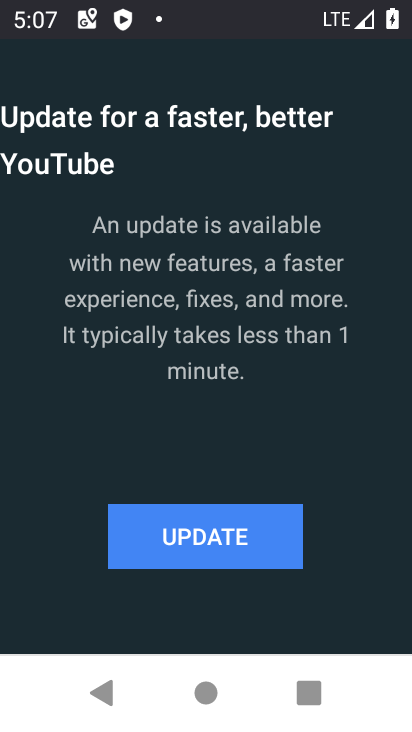 5:07
LTE
Update for a faster, better
YouTube
An update is available
with new features, a faster
experience, fixes, and more.
It typically takes less than 1
minute.
UPDATE